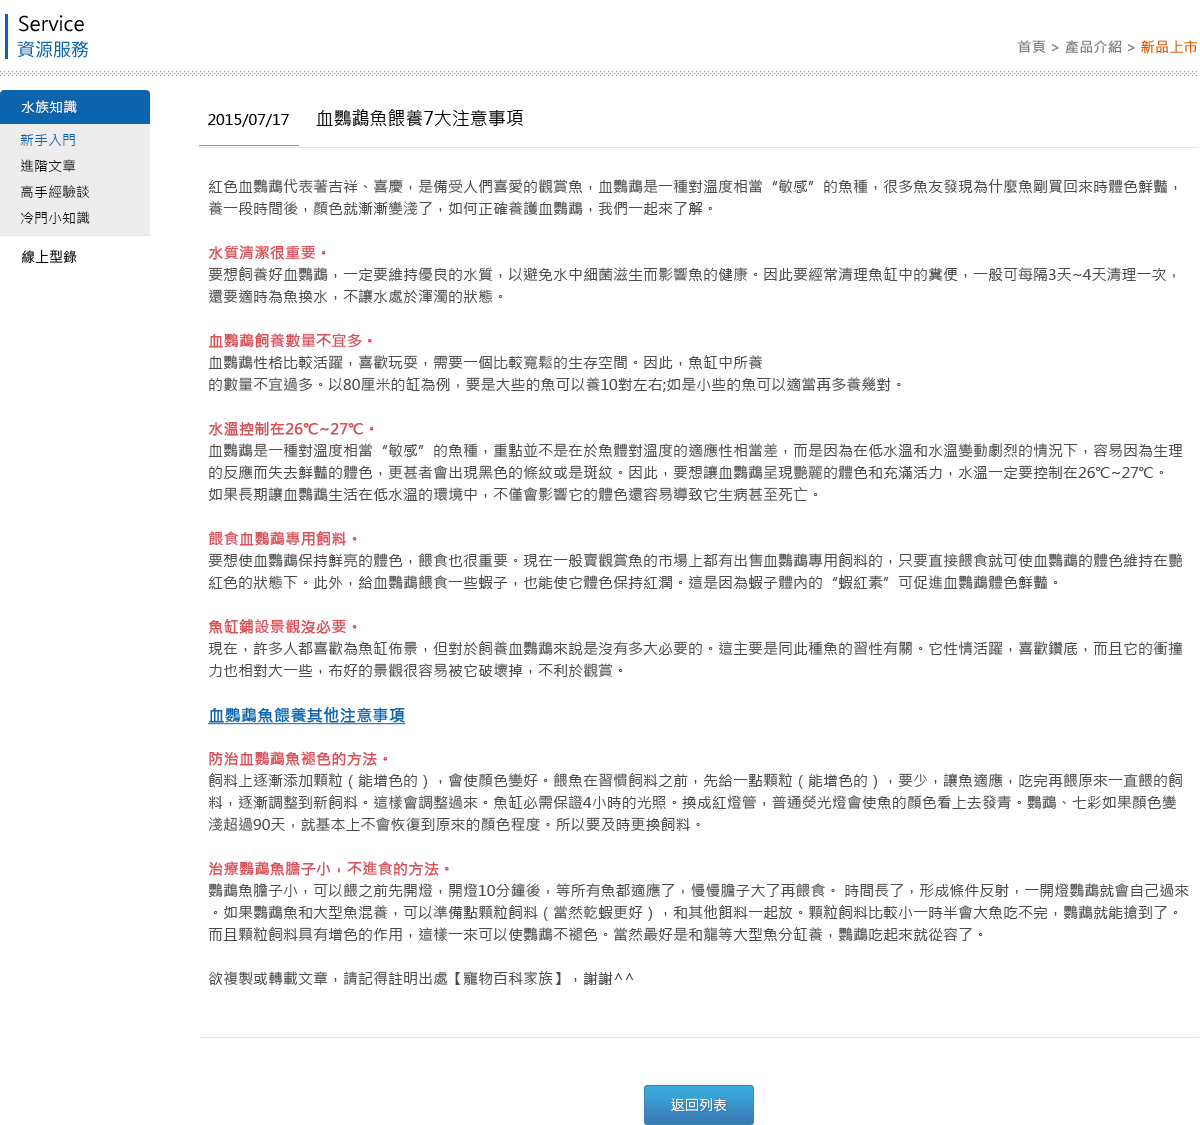 Service
資源服務
首頁 > 產品介紹 > 新品上市
水族知識
新手入門
進階文章
高手經驗談
冷門小知識
線上型錄
2015/07/17 血鸚鵡魚餵養7大注意事項
紅色血鸚鵡代表著吉祥、喜慶，是備受人們喜愛的觀賞魚，血鸚鵡是一種對溫度相當“敏感”的魚種，很多魚友發現為什麼魚剛買回來時體色鮮豔，
養一段時間後，顏色就漸漸變淺了，如何正確養護血鸚鵡，我們一起來了解。
水質清潔很重要。
要想飼養好血鸚鵡，一定要維持優良的水質，以避免水中細菌滋生而影響魚的健康。因此要經常清理魚缸中的糞便，一般可每隔3天~4天清理一次，
還要適時為魚換水，不讓水處於渾濁的狀態。
血鸚鵡飼養數量不宜多。
血鸚鵡性格比較活躍，喜歡玩耍，需要一個比較寬鬆的生存空間。因此，魚缸中所養
的數量不宜過多。以80厘米的缸為例，要是大些的魚可以養10對左右;如是小些的魚可以適當再多養幾對。
水溫控制在26℃~27℃。
血鸚鵡是一種對溫度相當“敏感”的魚種，重點並不是在於魚體對溫度的適應性相當差，而是因為在低水溫和水溫變動劇烈的情況下，容易因為生理
的反應而失去鮮豔的體色，更甚者會出現黑色的條紋或是斑紋。因此，要想讓血鸚鵡呈現艷麗的體色和充滿活力，水溫一定要控制在26℃~27℃。
如果長期讓血鸚鵡生活在低水溫的環境中，不僅會影響它的體色還容易導致它生病甚至死亡。
餵食血鸚鵡專用飼料。
要想使血鸚鵡保持鮮亮的體色，餵食也很重要。現在一般賣觀賞魚的市場上都有出售血鸚鵡專用飼料的，只要直接餵食就可使血鸚鵡的體色維持在艷
紅色的狀態下。此外，給血鸚鵡餵食一些蝦子，也能使它體色保持紅潤。這是因為蝦子體內的“蝦紅素”可促進血鸚鵡體色鮮豔。
魚缸鋪設景觀沒必要。
現在，許多人都喜歡為魚缸佈景，但對於飼養血鸚鵡來說是沒有多大必要的。這主要是同此種魚的習性有關。它性情活躍，喜歡鑽底，而且它的衝撞
力也相對大一些，布好的景觀很容易被它破壞掉，不利於觀賞。
血鸚鵡魚餵養其他注意事項
防治血鸚鵡魚褪色的方法。
飼料上逐漸添加顆粒（能增色的），會使顏色變好。餵魚在習慣飼料之前，先給一點顆粒（能增色的），要少，讓魚適應，吃完再餵原來一直餵的飼
料，逐漸調整到新飼料。這樣會調整過來。魚缸必需保證4小時的光照。換成紅燈管，普通熒光燈會使魚的顏色看上去發青。鸚鵡、七彩如果顏色變
淺超過90天，就基本上不會恢復到原來的顏色程度。所以要及時更換飼料。
治療鸚鵡魚膽子小，不進食的方法。
鸚鵡魚膽子小，可以餵之前先開燈，開燈10分鐘後，等所有魚都適應了，慢慢膽子大了再餵食。 時間長了，形成條件反射，一開燈鸚鵡就會自己過來
。如果鸚鵡魚和大型魚混養，可以準備點顆粒飼料（當然乾蝦更好），和其他餌料一起放。顆粒飼料比較小一時半會大魚吃不完，鸚鵡就能搶到了。
而且顆粒飼料具有增色的作用，這樣一來可以使鸚鵡不褪色。當然最好是和龍等大型魚分缸養，鸚鵡吃起來就從容了。
欲複製或轉載文章，請記得註明出處【寵物百科家族】，謝謝^^
返回列表